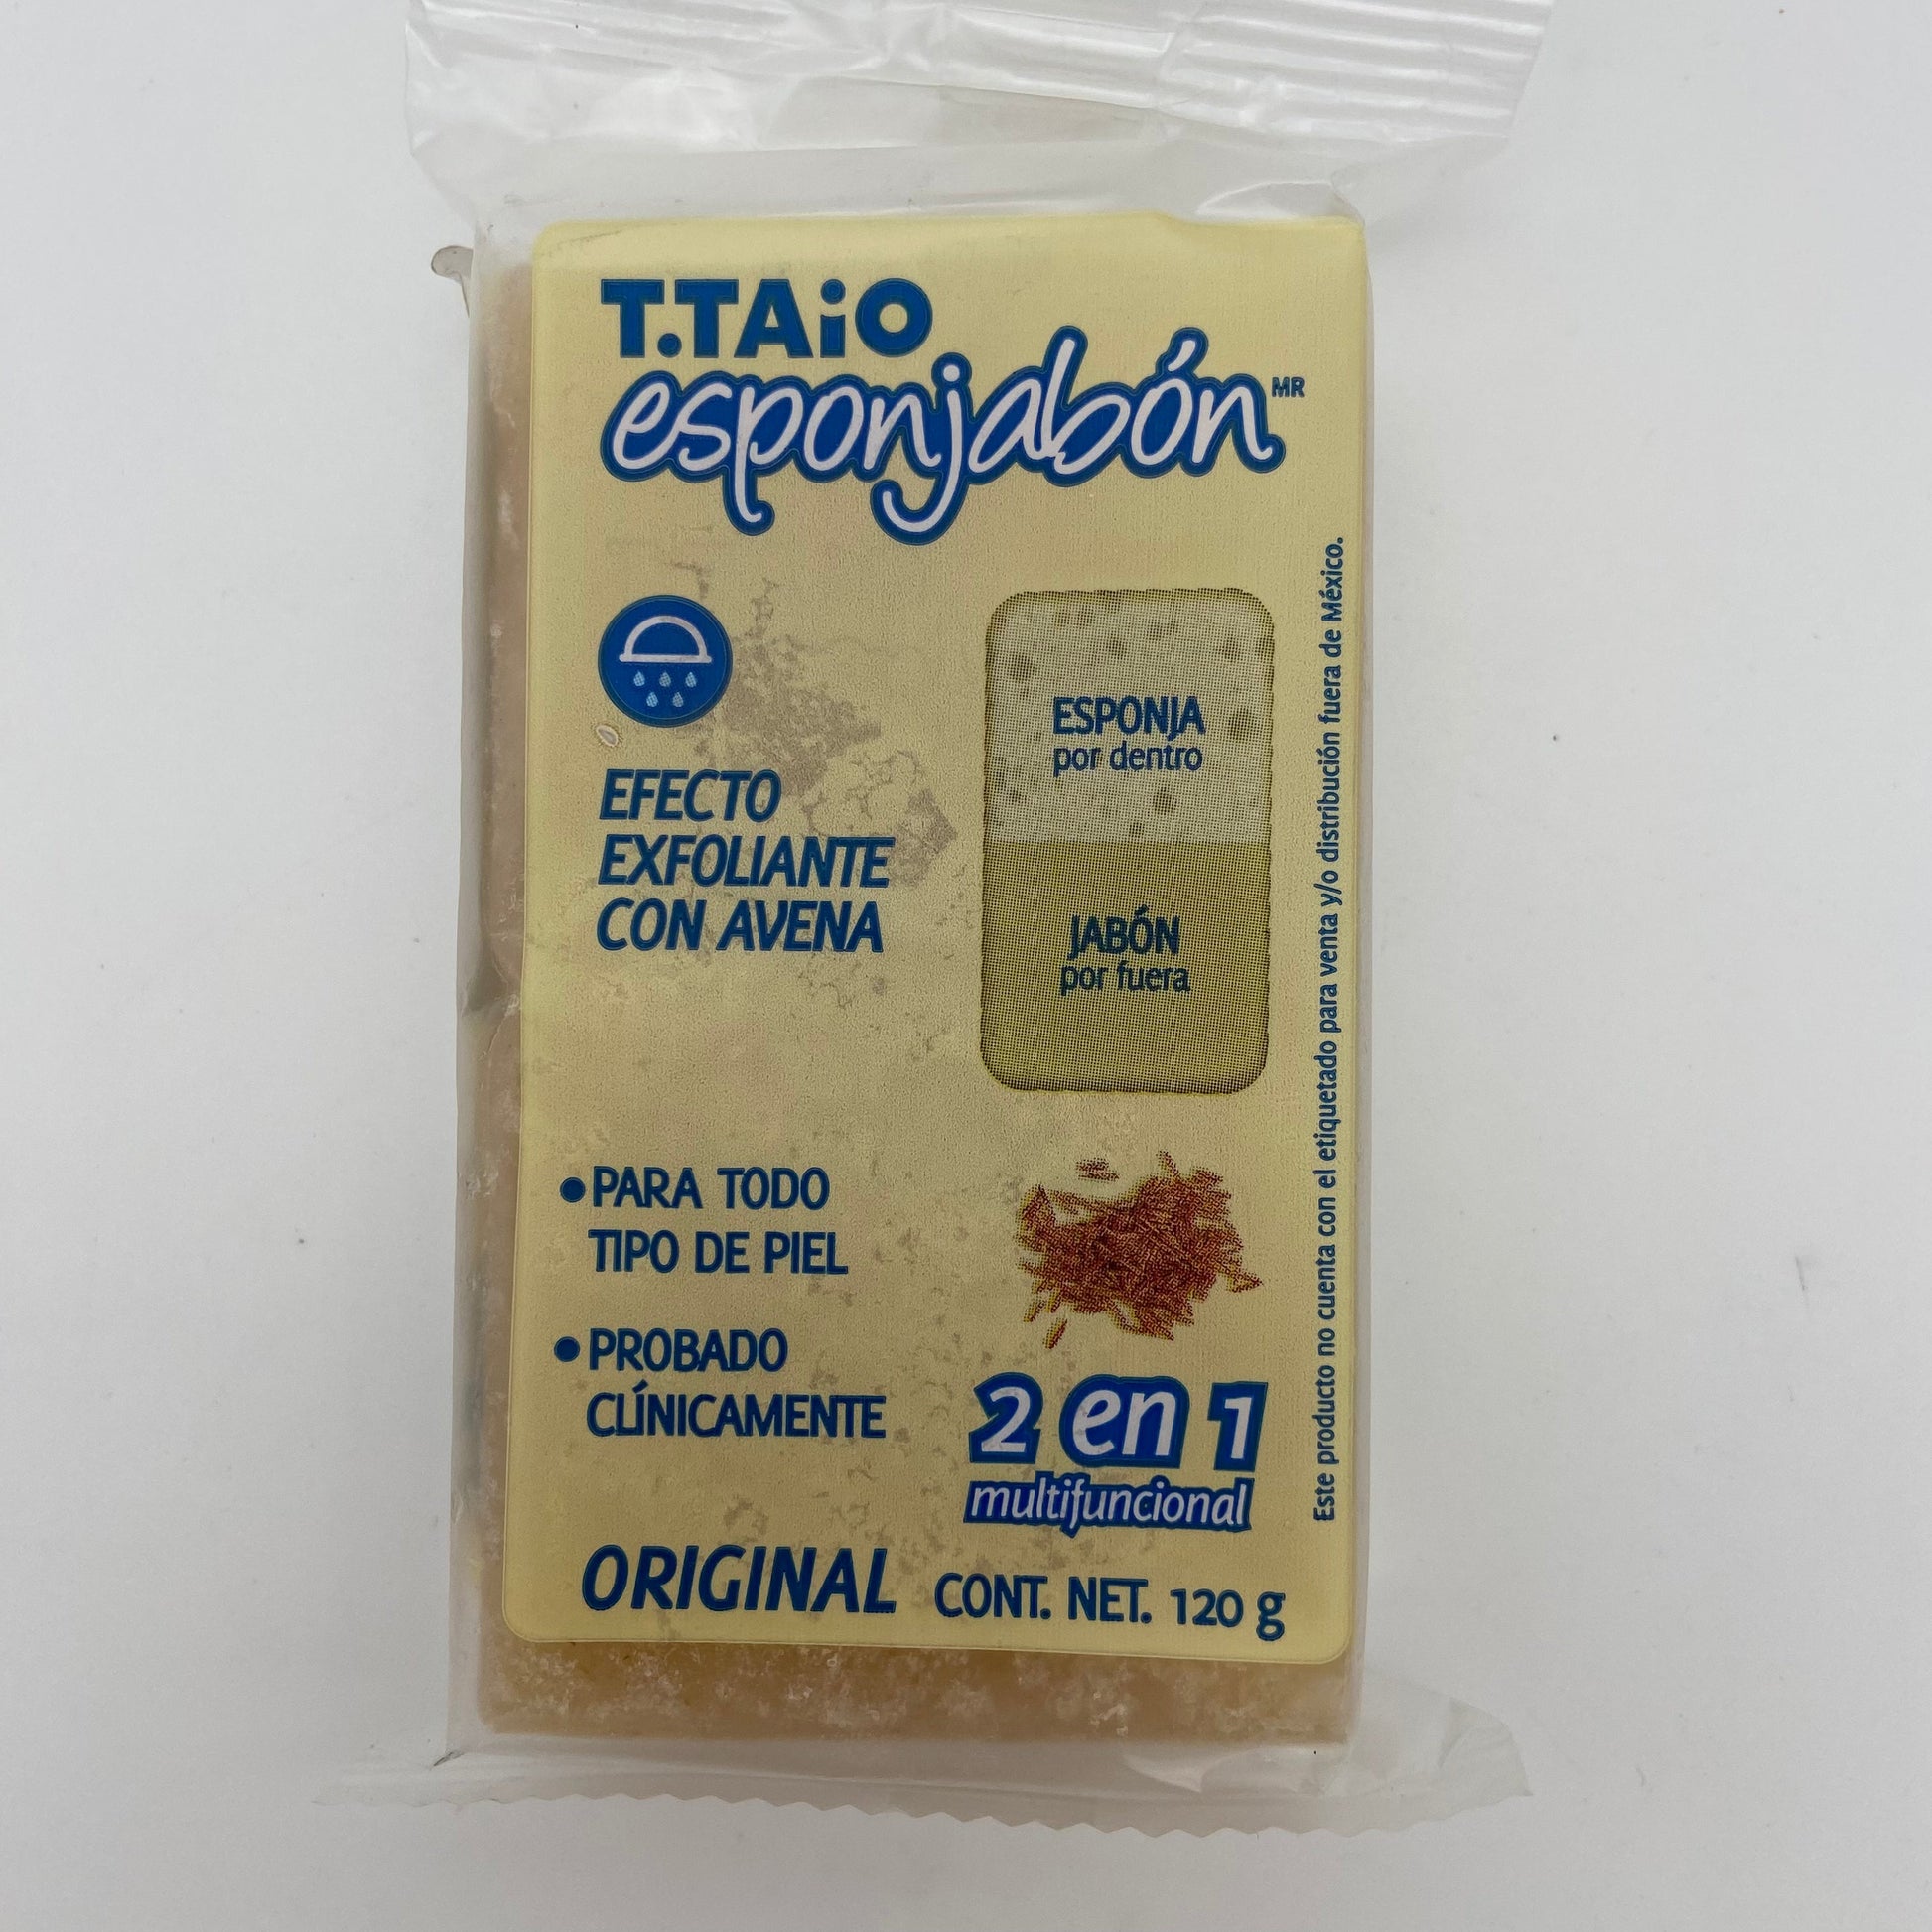 T.TAiO
esponjabón MR
EFECTO
EXFOLIANTE
CON AVENA
ESPONJA
por dentro
JABÓN
por fuera
• PARA TODO
TIPO DE PIEL
• PROBADO
CLÍNICAMENTE
2 en 1
multifuncional
ORIGINAL CONT. NET. 120 g
Este producto no cuenta con el etiquetado para venta y/o distribución fuera de México.